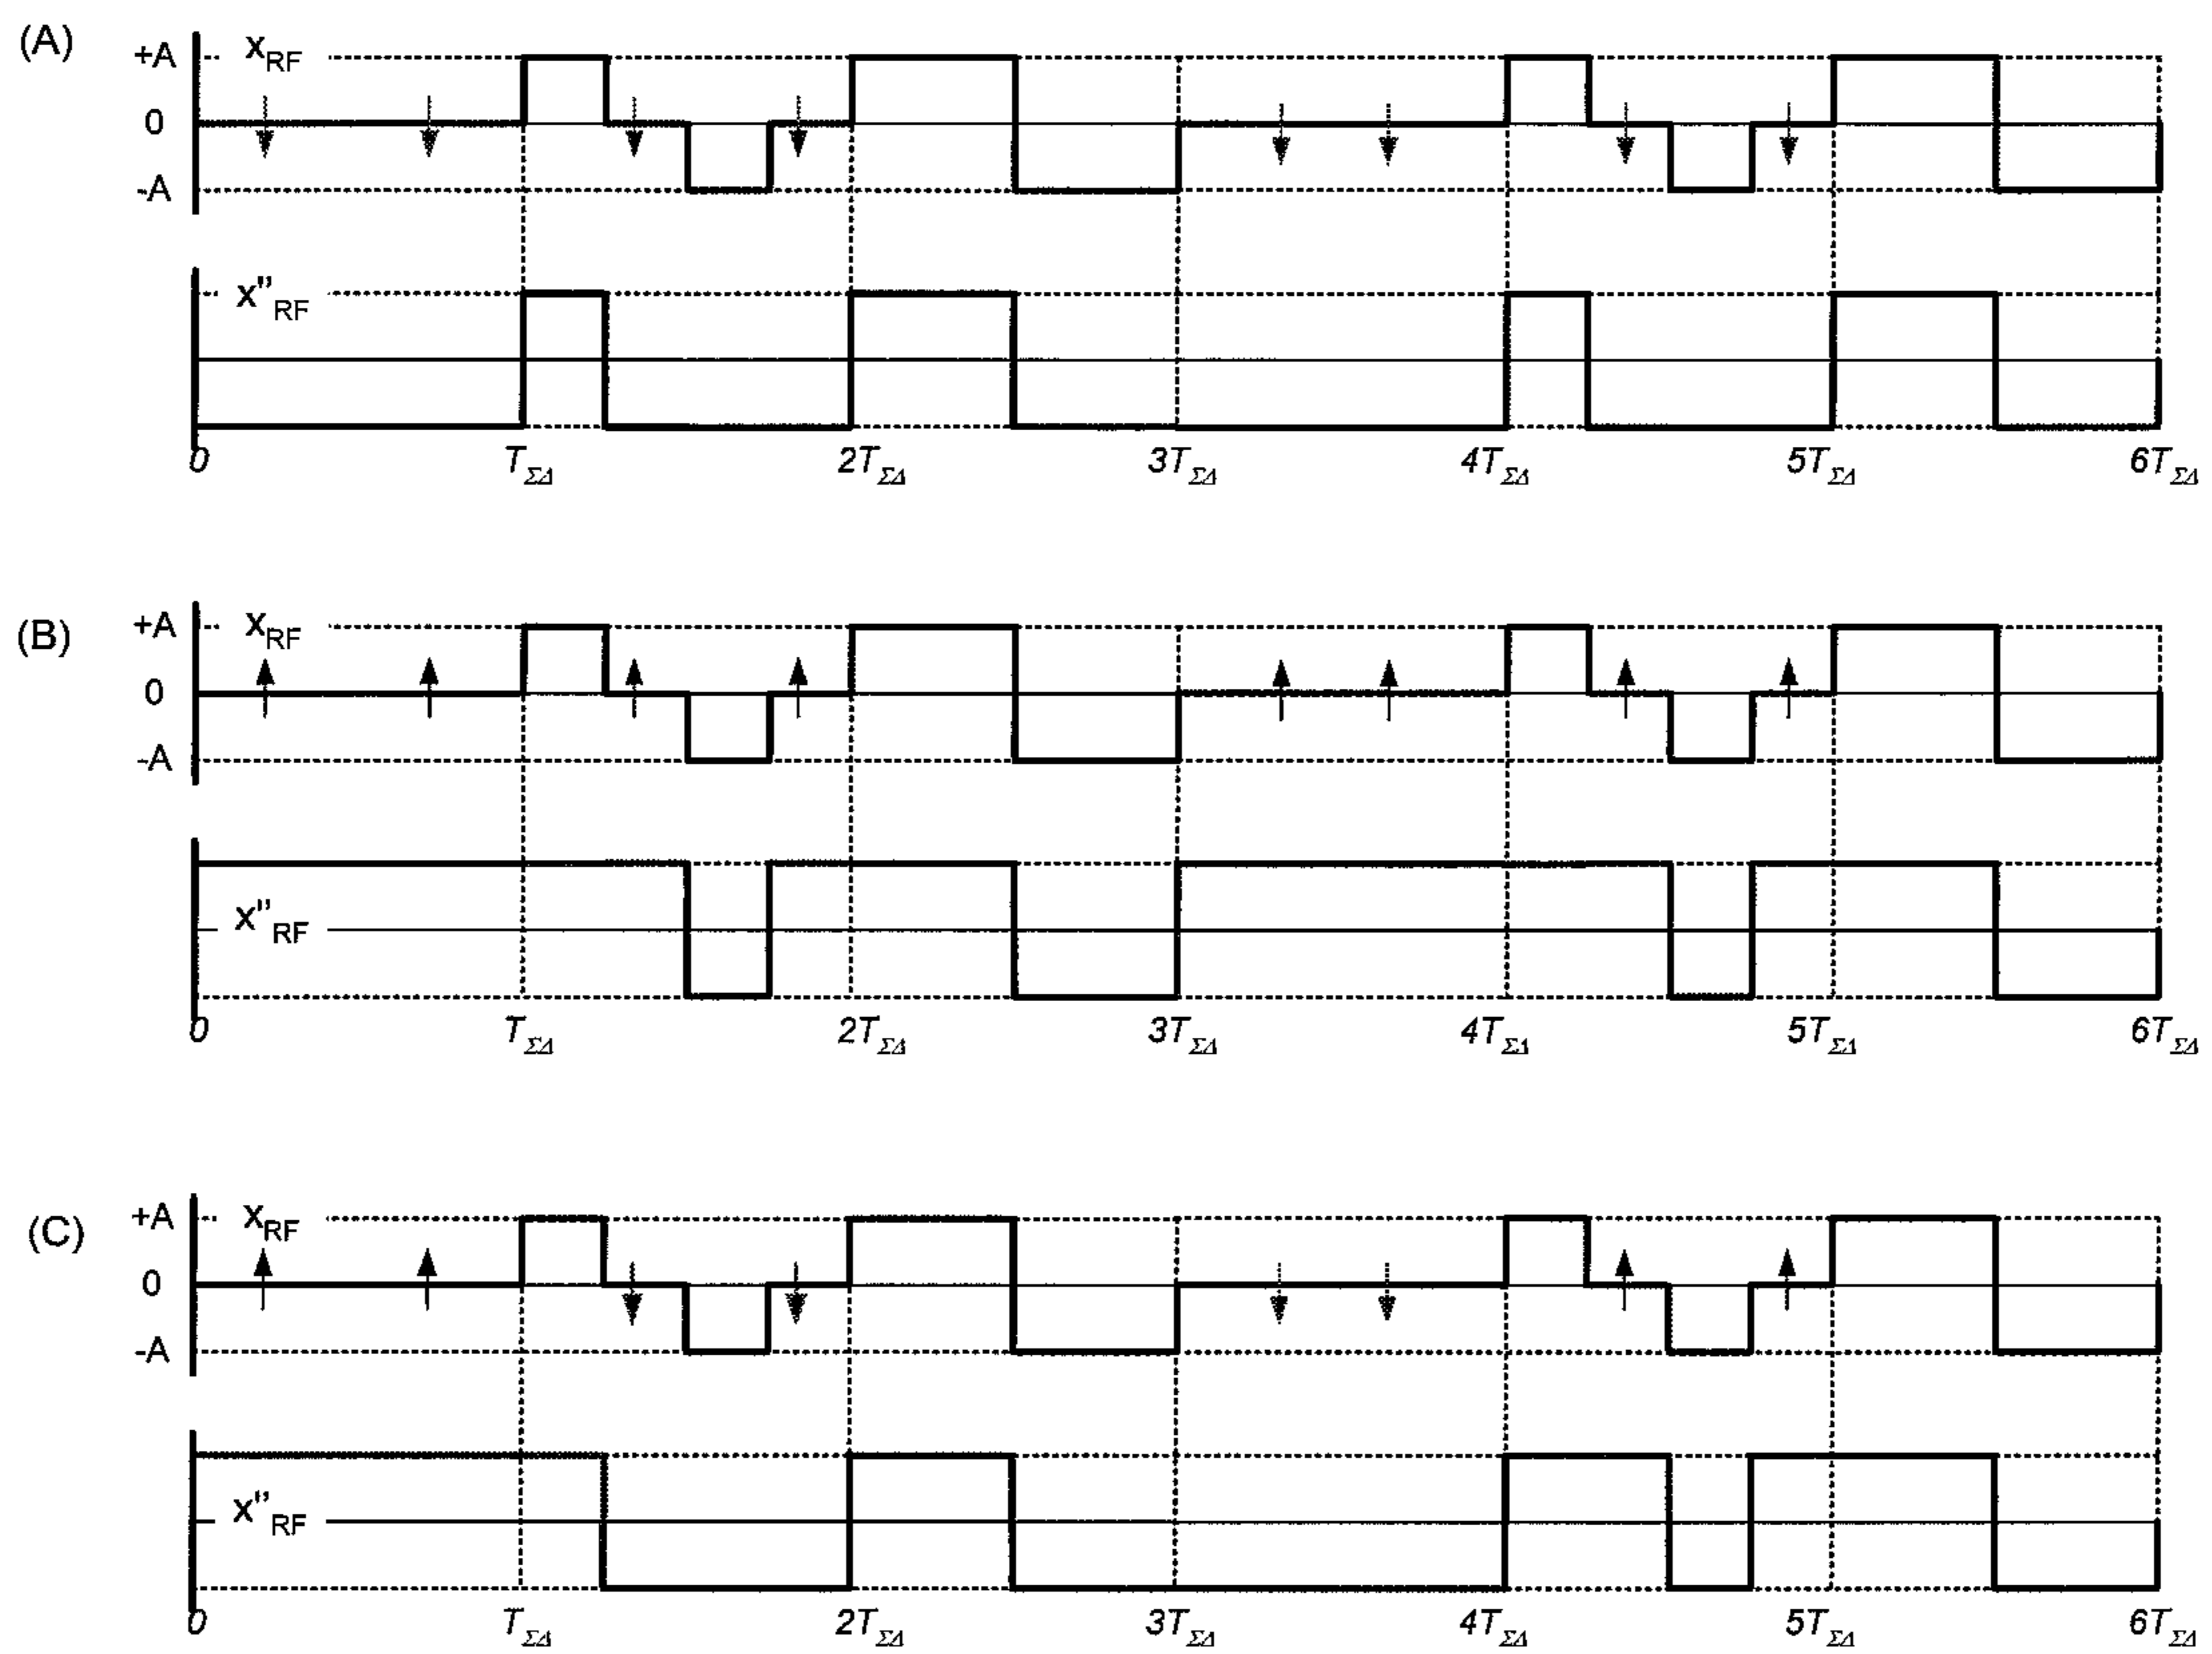 (A)
+A
x_RF
0
-A
x"_RF
0 T_ΣΔ 2T_ΣΔ 3T_ΣΔ 4T_ΣΔ 5T_ΣΔ 6T_ΣΔ
(B)
+A
x_RF
0
-A
x"_RF
0 T_ΣΔ 2T_ΣΔ 3T_ΣΔ 4T_ΣΔ 5T_ΣΔ 6T_ΣΔ
(C)
+A
x_RF
0
-A
x"_RF
0 T_ΣΔ 2T_ΣΔ 3T_ΣΔ 4T_ΣΔ 5T_ΣΔ 6T_ΣΔ